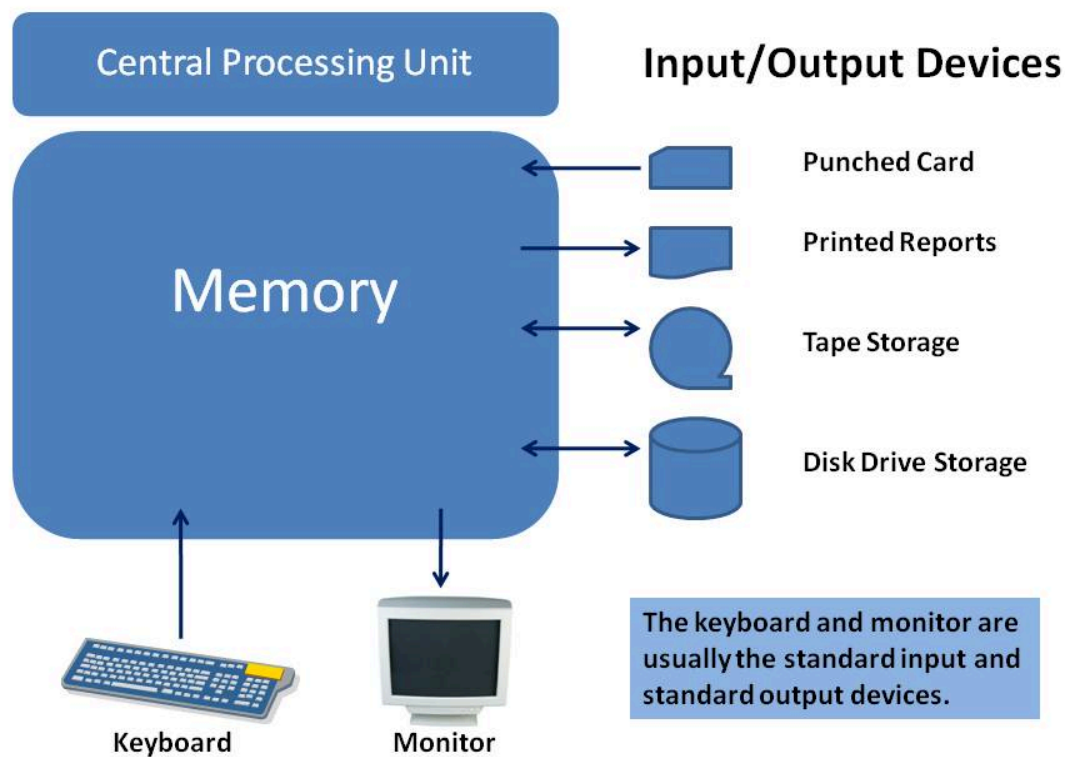 Central Processing Unit
Input/Output Devices
Memory
Punched Card
Printed Reports
Tape Storage
Disk Drive Storage
The keyboard and monitor are
usually the standard input and
standard output devices.
Keyboard
Monitor